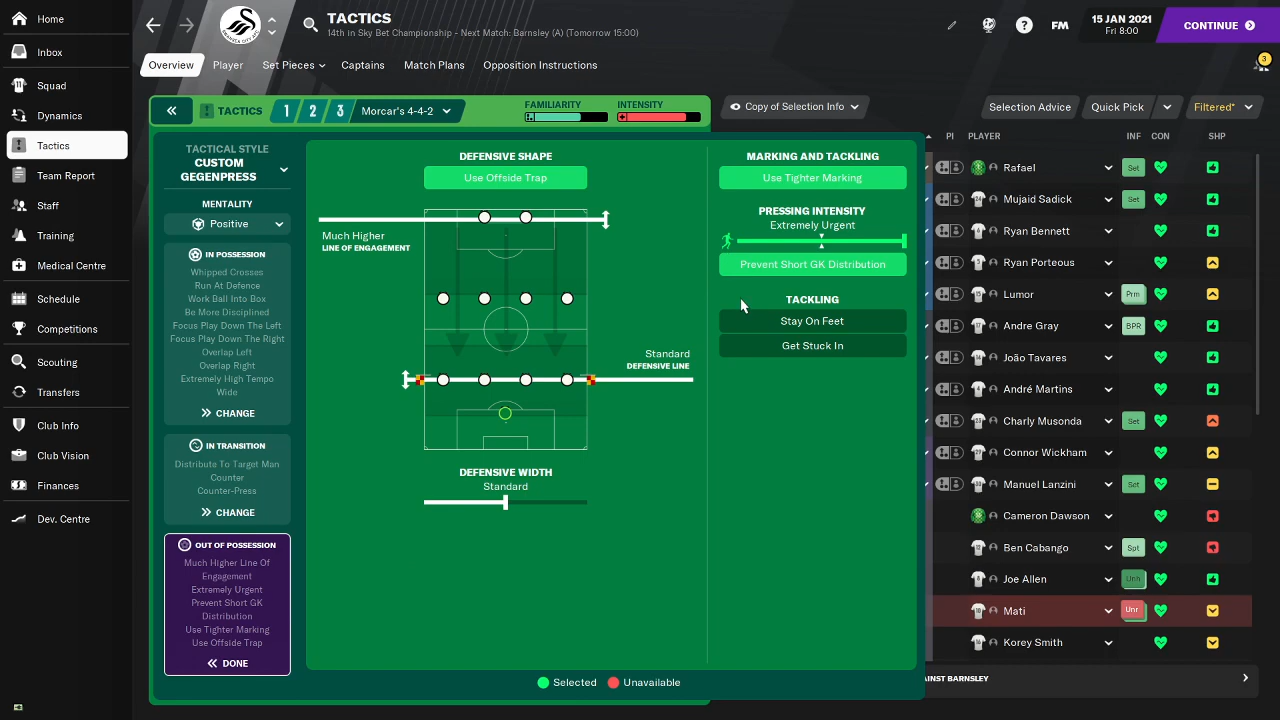 Home
Inbox
Squad
Dynamics
Tactics
Team Report
Staff
Training
Medical Centre
Schedule
Competitions
Scouting
Transfers
Club Info
Club Vision
Finances
Dev. Centre
TACTICS
14th in Sky Bet Championship - Next Match: Barnsley (A) (Tomorrow 15:00)
FM
15 JAN 2021
Fri 8:00
CONTINUE
3
Overview
Player
Set Pieces
Captains
Match Plans
Opposition Instructions
TACTICS
1
2
3
Morcar's 4-4-2
FAMILIARITY
INTENSITY
Copy of Selection Info
Selection Advice
Quick Pick
Filtered*
TACTICAL STYLE
CUSTOM
GEGENPRESS
MENTALITY
Positive
IN POSSESSION
Whipped Crosses
Run At Defence
Work Ball Into Box
Be More Disciplined
Focus Play Down The Left
Focus Play Down The Right
Overlap Left
Overlap Right
Extremely High Tempo
Wide
CHANGE
IN TRANSITION
Distribute To Target Man
Counter
Counter-Press
CHANGE
OUT OF POSSESSION
Much Higher Line Of
Engagement
Extremely Urgent
Prevent Short GK
Distribution
Use Tighter Marking
Use Offside Trap
DONE
DEFENSIVE SHAPE
Use Offside Trap
Much Higher
LINE OF ENGAGEMENT
Standard
DEFENSIVE LINE
DEFENSIVE WIDTH
Standard
MARKING AND TACKLING
Use Tighter Marking
PRESSING INTENSITY
Extremely Urgent
Prevent Short GK Distribution
TACKLING
Stay On Feet
Get Stuck In
Selected
Unavailable
PI
PLAYER
INF
CON
SHP
Rafael
Set
Mujaid Sadick
Set
Ryan Bennett
Ryan Porteous
Lumor
Prm
Andre Gray
BPR
João Tavares
André Martins
Charly Musonda
Set
Connor Wickham
Manuel Lanzini
Set
Cameron Dawson
Ben Cabango
Spt
Joe Allen
Unh
Mati
Unr
Korey Smith
AINST BARNSLEY